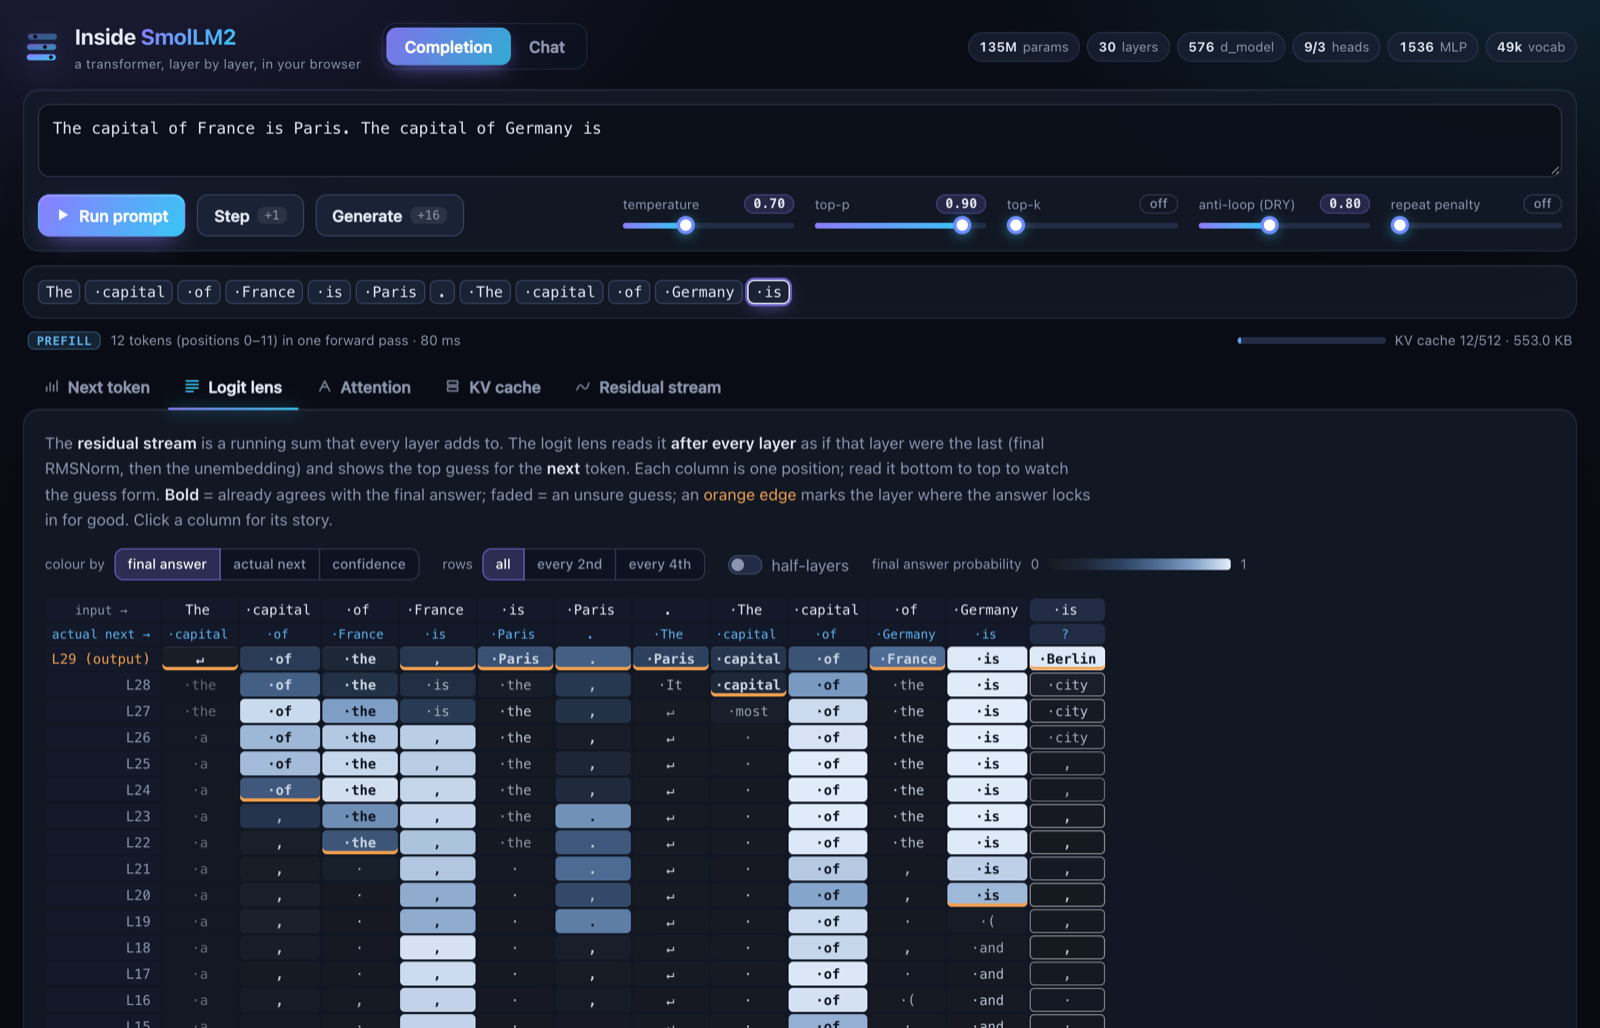 Inside SmolLM2
a transformer, layer by layer, in your browser
Completion Chat
135M params 30 layers 576 d_model 9/3 heads 1536 MLP 49k vocab
The capital of France is Paris. The capital of Germany is
Run prompt Step +1 Generate +16
temperature 0.70 top-p 0.90 top-k off anti-loop (DRY) 0.80 repeat penalty off
The ·capital ·of ·France ·is ·Paris . ·The ·capital ·of ·Germany ·is
PREFILL 12 tokens (positions 0–11) in one forward pass · 80 ms KV cache 12/512 · 553.0 KB
Next token Logit lens Attention KV cache Residual stream
The residual stream is a running sum that every layer adds to. The logit lens reads it after every layer as if that layer were the last (final
RMSNorm, then the unembedding) and shows the top guess for the next token. Each column is one position; read it bottom to top to watch
the guess form. Bold = already agrees with the final answer; faded = an unsure guess; an orange edge marks the layer where the answer locks
in for good. Click a column for its story.
colour by final answer actual next confidence rows all every 2nd every 4th half-layers final answer probability 0 1
input → The ·capital ·of ·France ·is ·Paris . ·The ·capital ·of ·Germany ·is
actual next → ·capital ·of ·France ·is ·Paris . ·The ·capital ·of ·Germany ·is ?
L29 (output) ↵ ·of ·the , ·Paris . ·Paris ·capital ·of ·France ·is ·Berlin
L28 ·the ·of ·the ·is ·the , ·It ·capital ·of ·the ·is ·city
L27 ·the ·of ·the ·is ·the , ↵ ·most ·of ·the ·is ·city
L26 ·a ·of ·the , ·the , ↵ · ·of ·the ·is ·city
L25 ·a ·of ·the , ·the , ↵ · ·of ·the ·is ,
L24 ·a ·of ·the , ·the , ↵ · ·of ·the ·is ,
L23 ·a , ·the , ·the . ↵ · ·of ·the ·is ,
L22 ·a , ·the , ·the . ↵ · ·of ·the ·is ,
L21 ·a , · , · . ↵ · ·of , ·is ,
L20 ·a , · , · , ↵ · ·of , ·is ,
L19 ·a , · , · . ↵ · ·of · ·( ,
L18 ·a , · , · , ↵ · ·of , ·and ,
L17 ·a , · , · , ↵ · ·of · ·and ,
L16 ·a , , , · , ↵ · ·of ·( ·and ·
L15 ·a ·of ·and